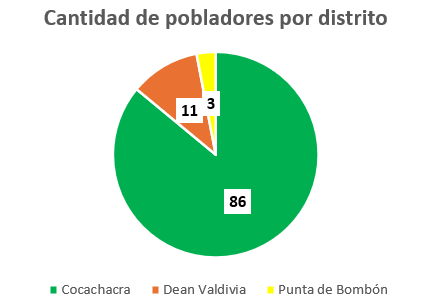 Cantidad de pobladores por distrito
3
11
86
Cocachacra Dean Valdivia Punta de Bombón